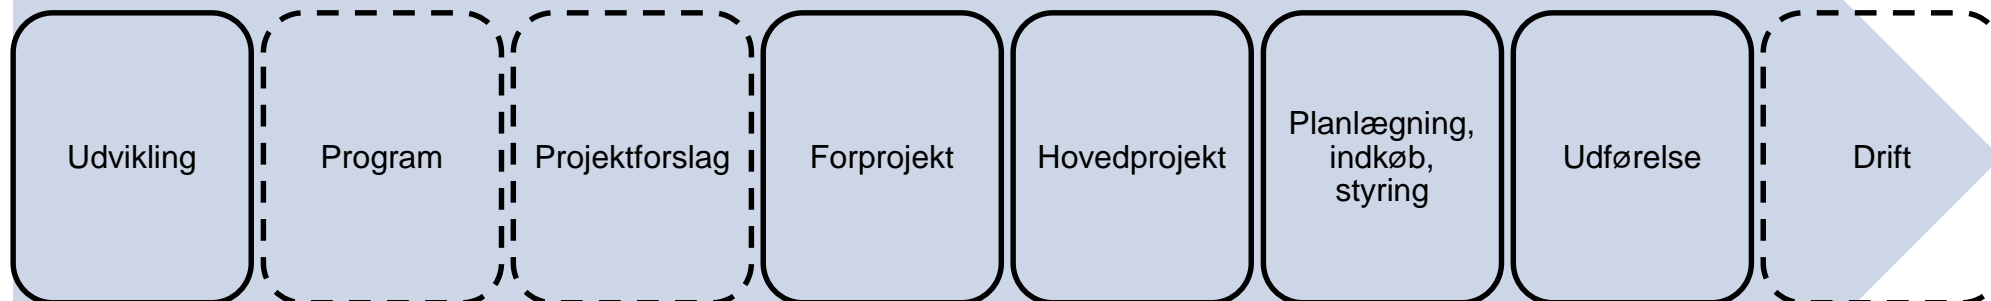 Udvikling
Program
Projektforslag
Forprojekt
Hovedprojekt
Planlægning,
indkøb,
styring
Udførelse
Drift